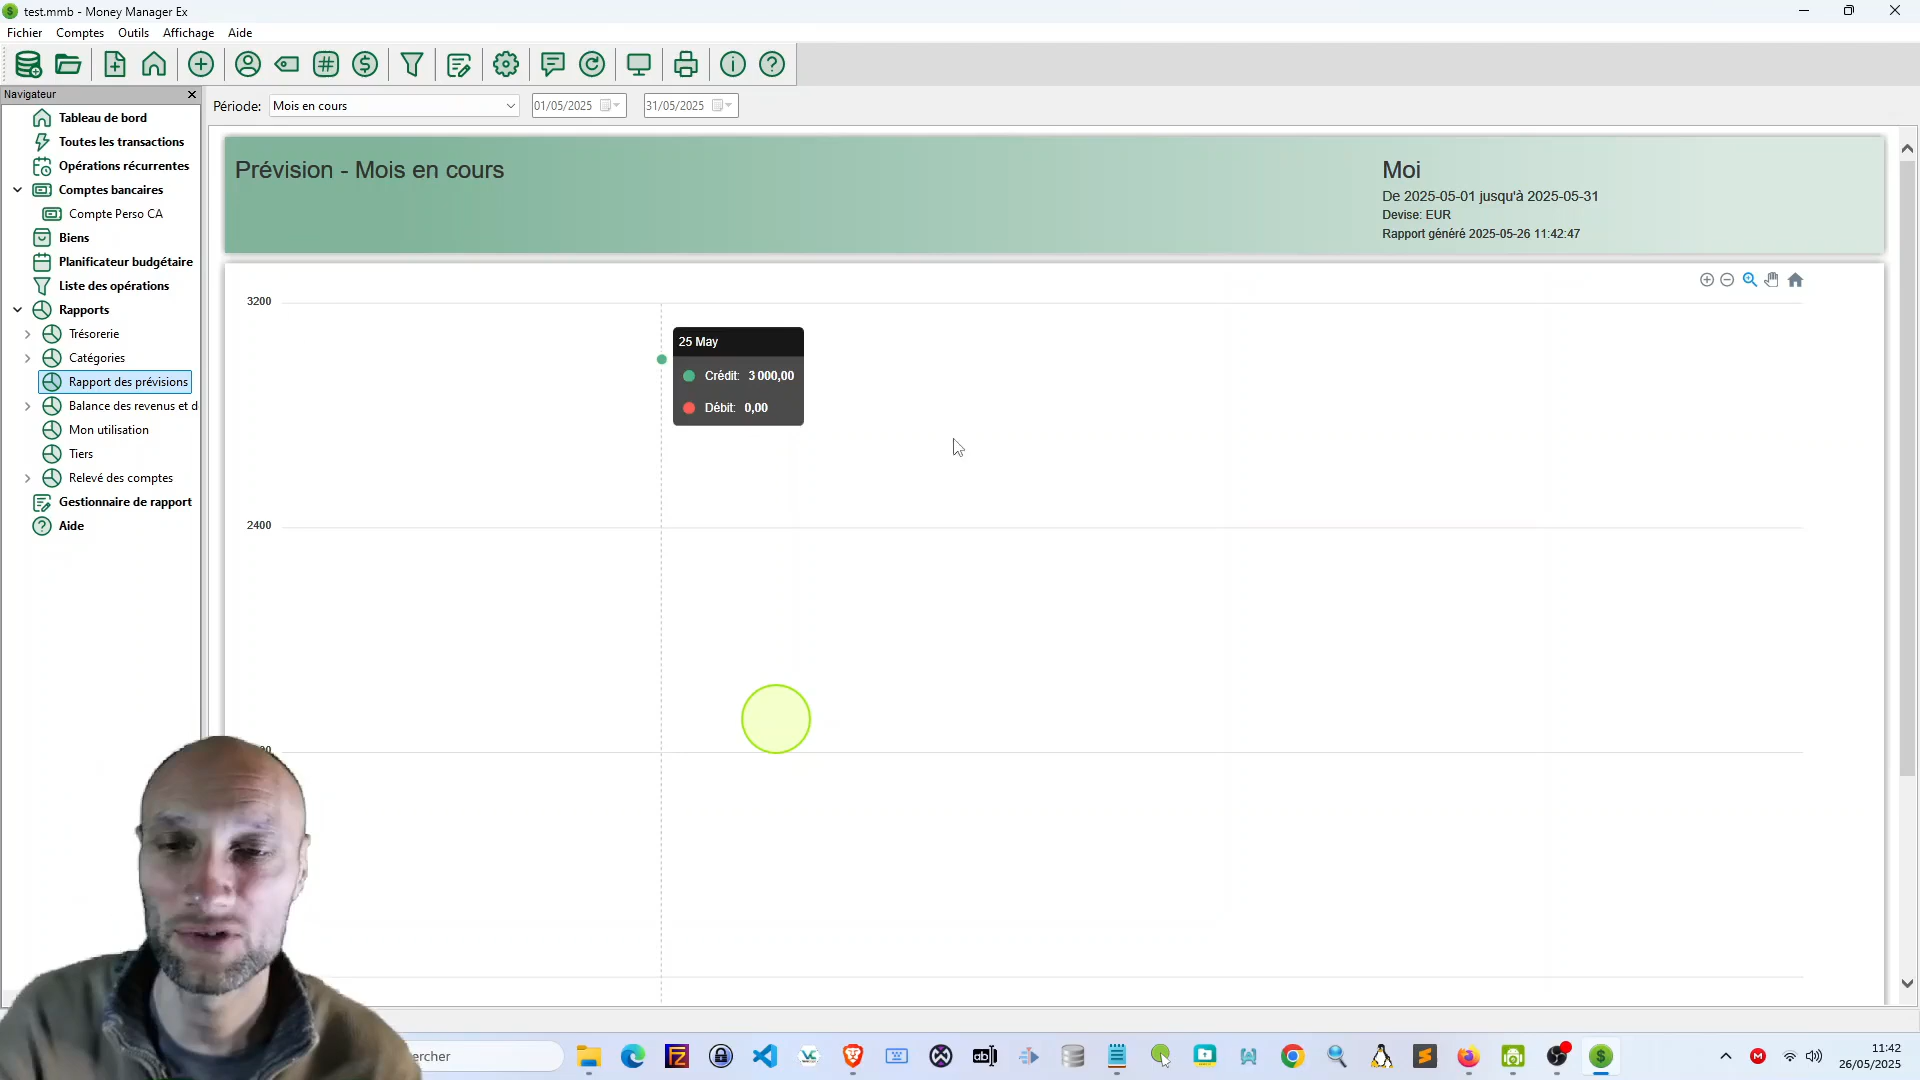 test.mmb - Money Manager Ex
Fichier Comptes Outils Affichage Aide
Navigateur
Période: Mois en cours 01/05/2025 31/05/2025
Tableau de bord
Toutes les transactions
Opérations récurrentes
Comptes bancaires
Compte Perso CA
Biens
Planificateur budgétaire
Liste des opérations
Rapports
Trésorerie
Catégories
Rapport des prévisions
Balance des revenus et d
Mon utilisation
Tiers
Relevé des comptes
Gestionnaire de rapport
Aide
Prévision - Mois en cours
Moi
De 2025-05-01 jusqu'à 2025-05-31
Devise: EUR
Rapport généré 2025-05-26 11:42:47
3200
25 May
Crédit: 3 000,00
Débit: 0,00
2400
ercher
11:42
26/05/2025